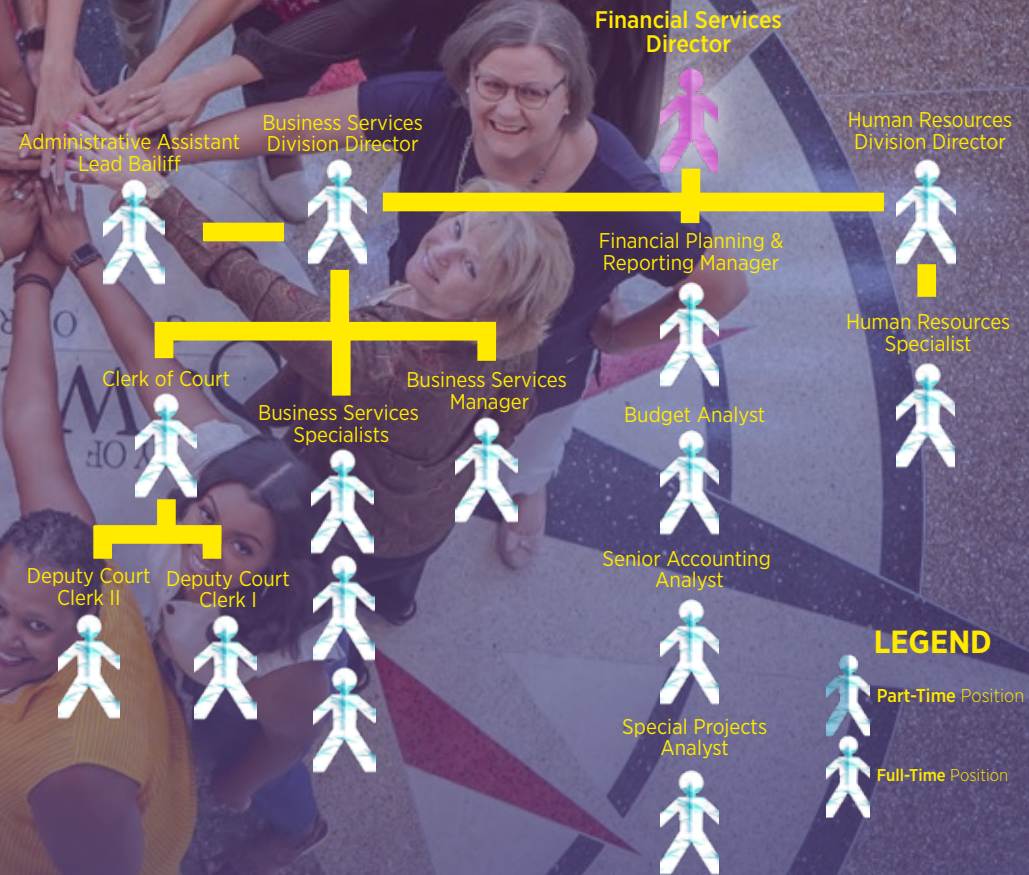 Financial Services
Director
Administrative Assistant
Lead Bailiff
Business Services
Division Director
Human Resources
Division Director
Financial Planning &
Reporting Manager
Human Resources
Specialist
Clerk of Court
Business Services
Specialists
Business Services
Manager
Budget Analyst
Senior Accounting
Analyst
Deputy Court
Clerk II
Deputy Court
Clerk I
Special Projects
Analyst
LEGEND
Part-Time Position
Full-Time Position